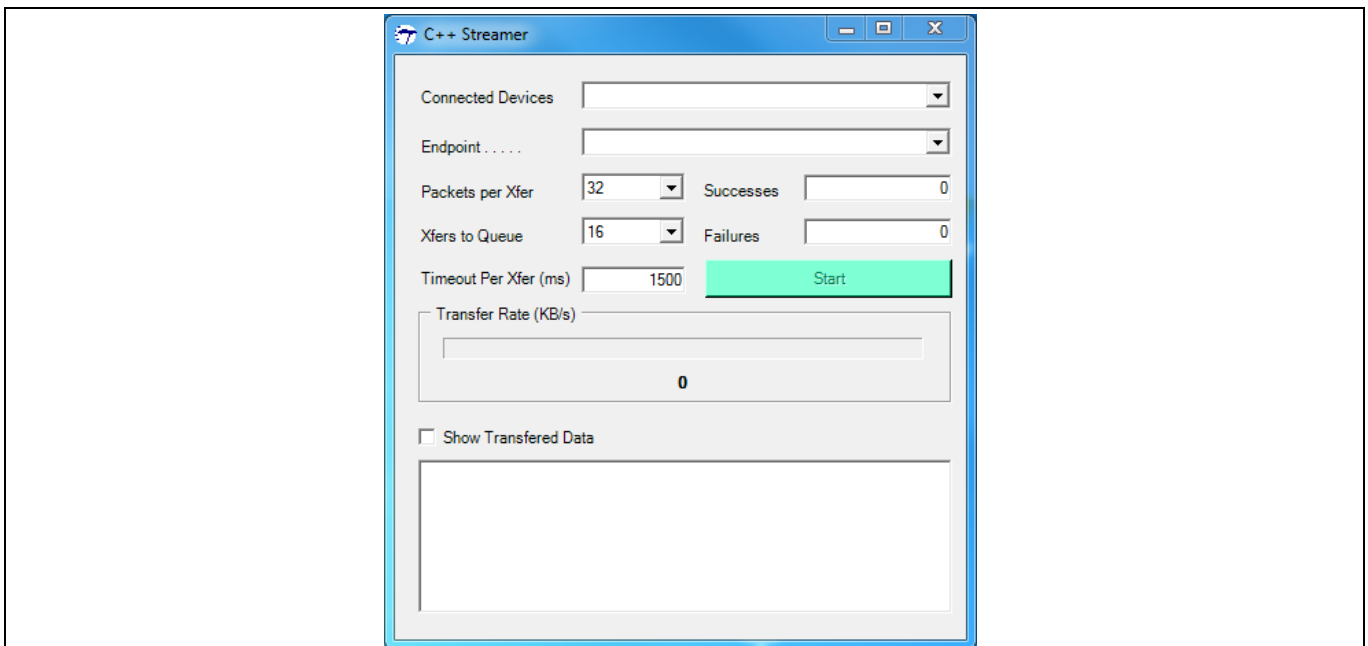 C++ Streamer
Connected Devices
Endpoint . . . . .
Packets per Xfer 32 Successes 0
Xfers to Queue 16 Failures 0
Timeout Per Xfer (ms) 1500 Start
Transfer Rate (KB/s)
0
Show Transfered Data